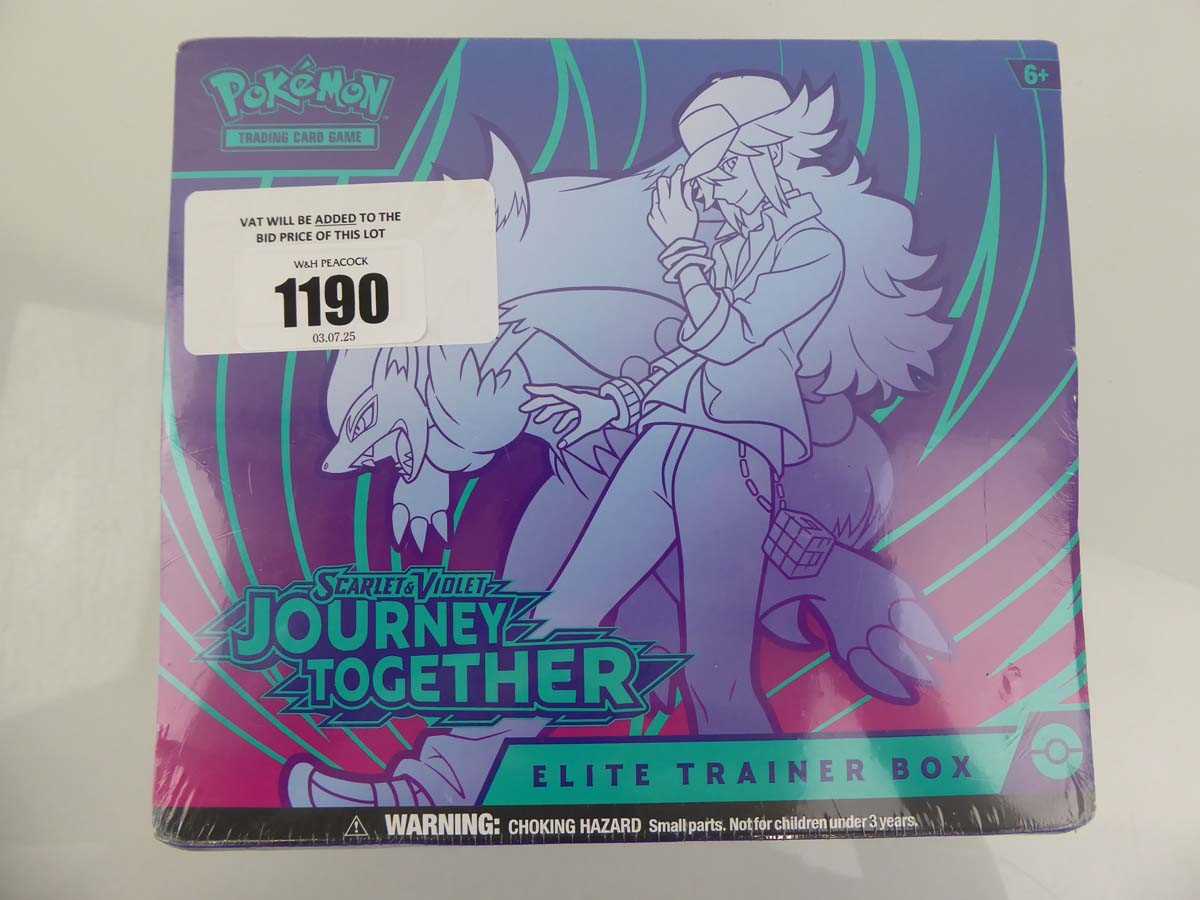 POKéMON
TRADING CARD GAME
6+
VAT WILL BE ADDED TO THE
BID PRICE OF THIS LOT
W&H PEACOCK
1190
03.07.25
SCARLET & VIOLET
JOURNEY
TOGETHER
ELITE TRAINER BOX
WARNING: CHOKING HAZARD Small parts. Not for children under 3 years.